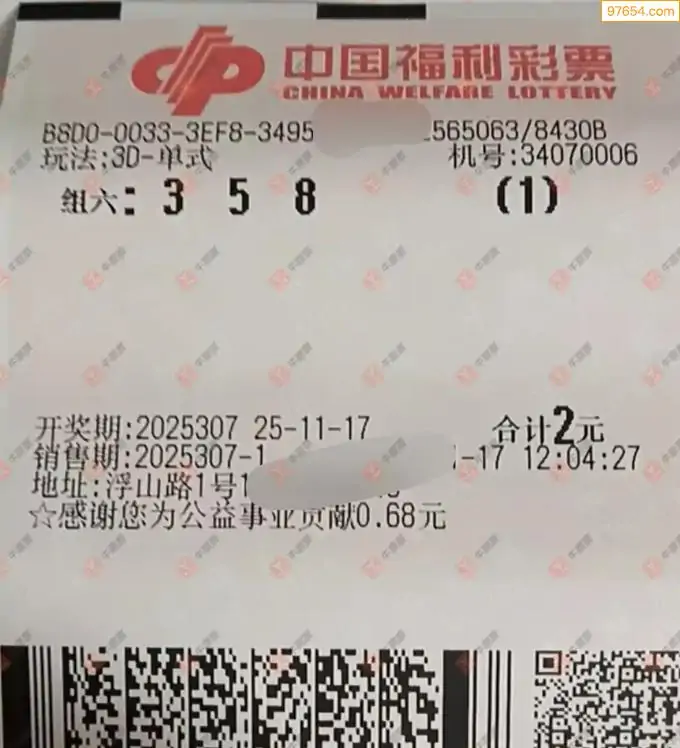 97654.com
中国福利彩票
CHINA WELFARE LOTTERY
B8D0-0033-3EF8-3495 565063/8430B
玩法:3D-单式 机号:34070006
组六: 3 5 8 (1)
开奖期:2025307 25-11-17 合计2元
销售期:2025307-1 -17 12:04:27
地址:浮山路1号1
☆感谢您为公益事业贡献0.68元